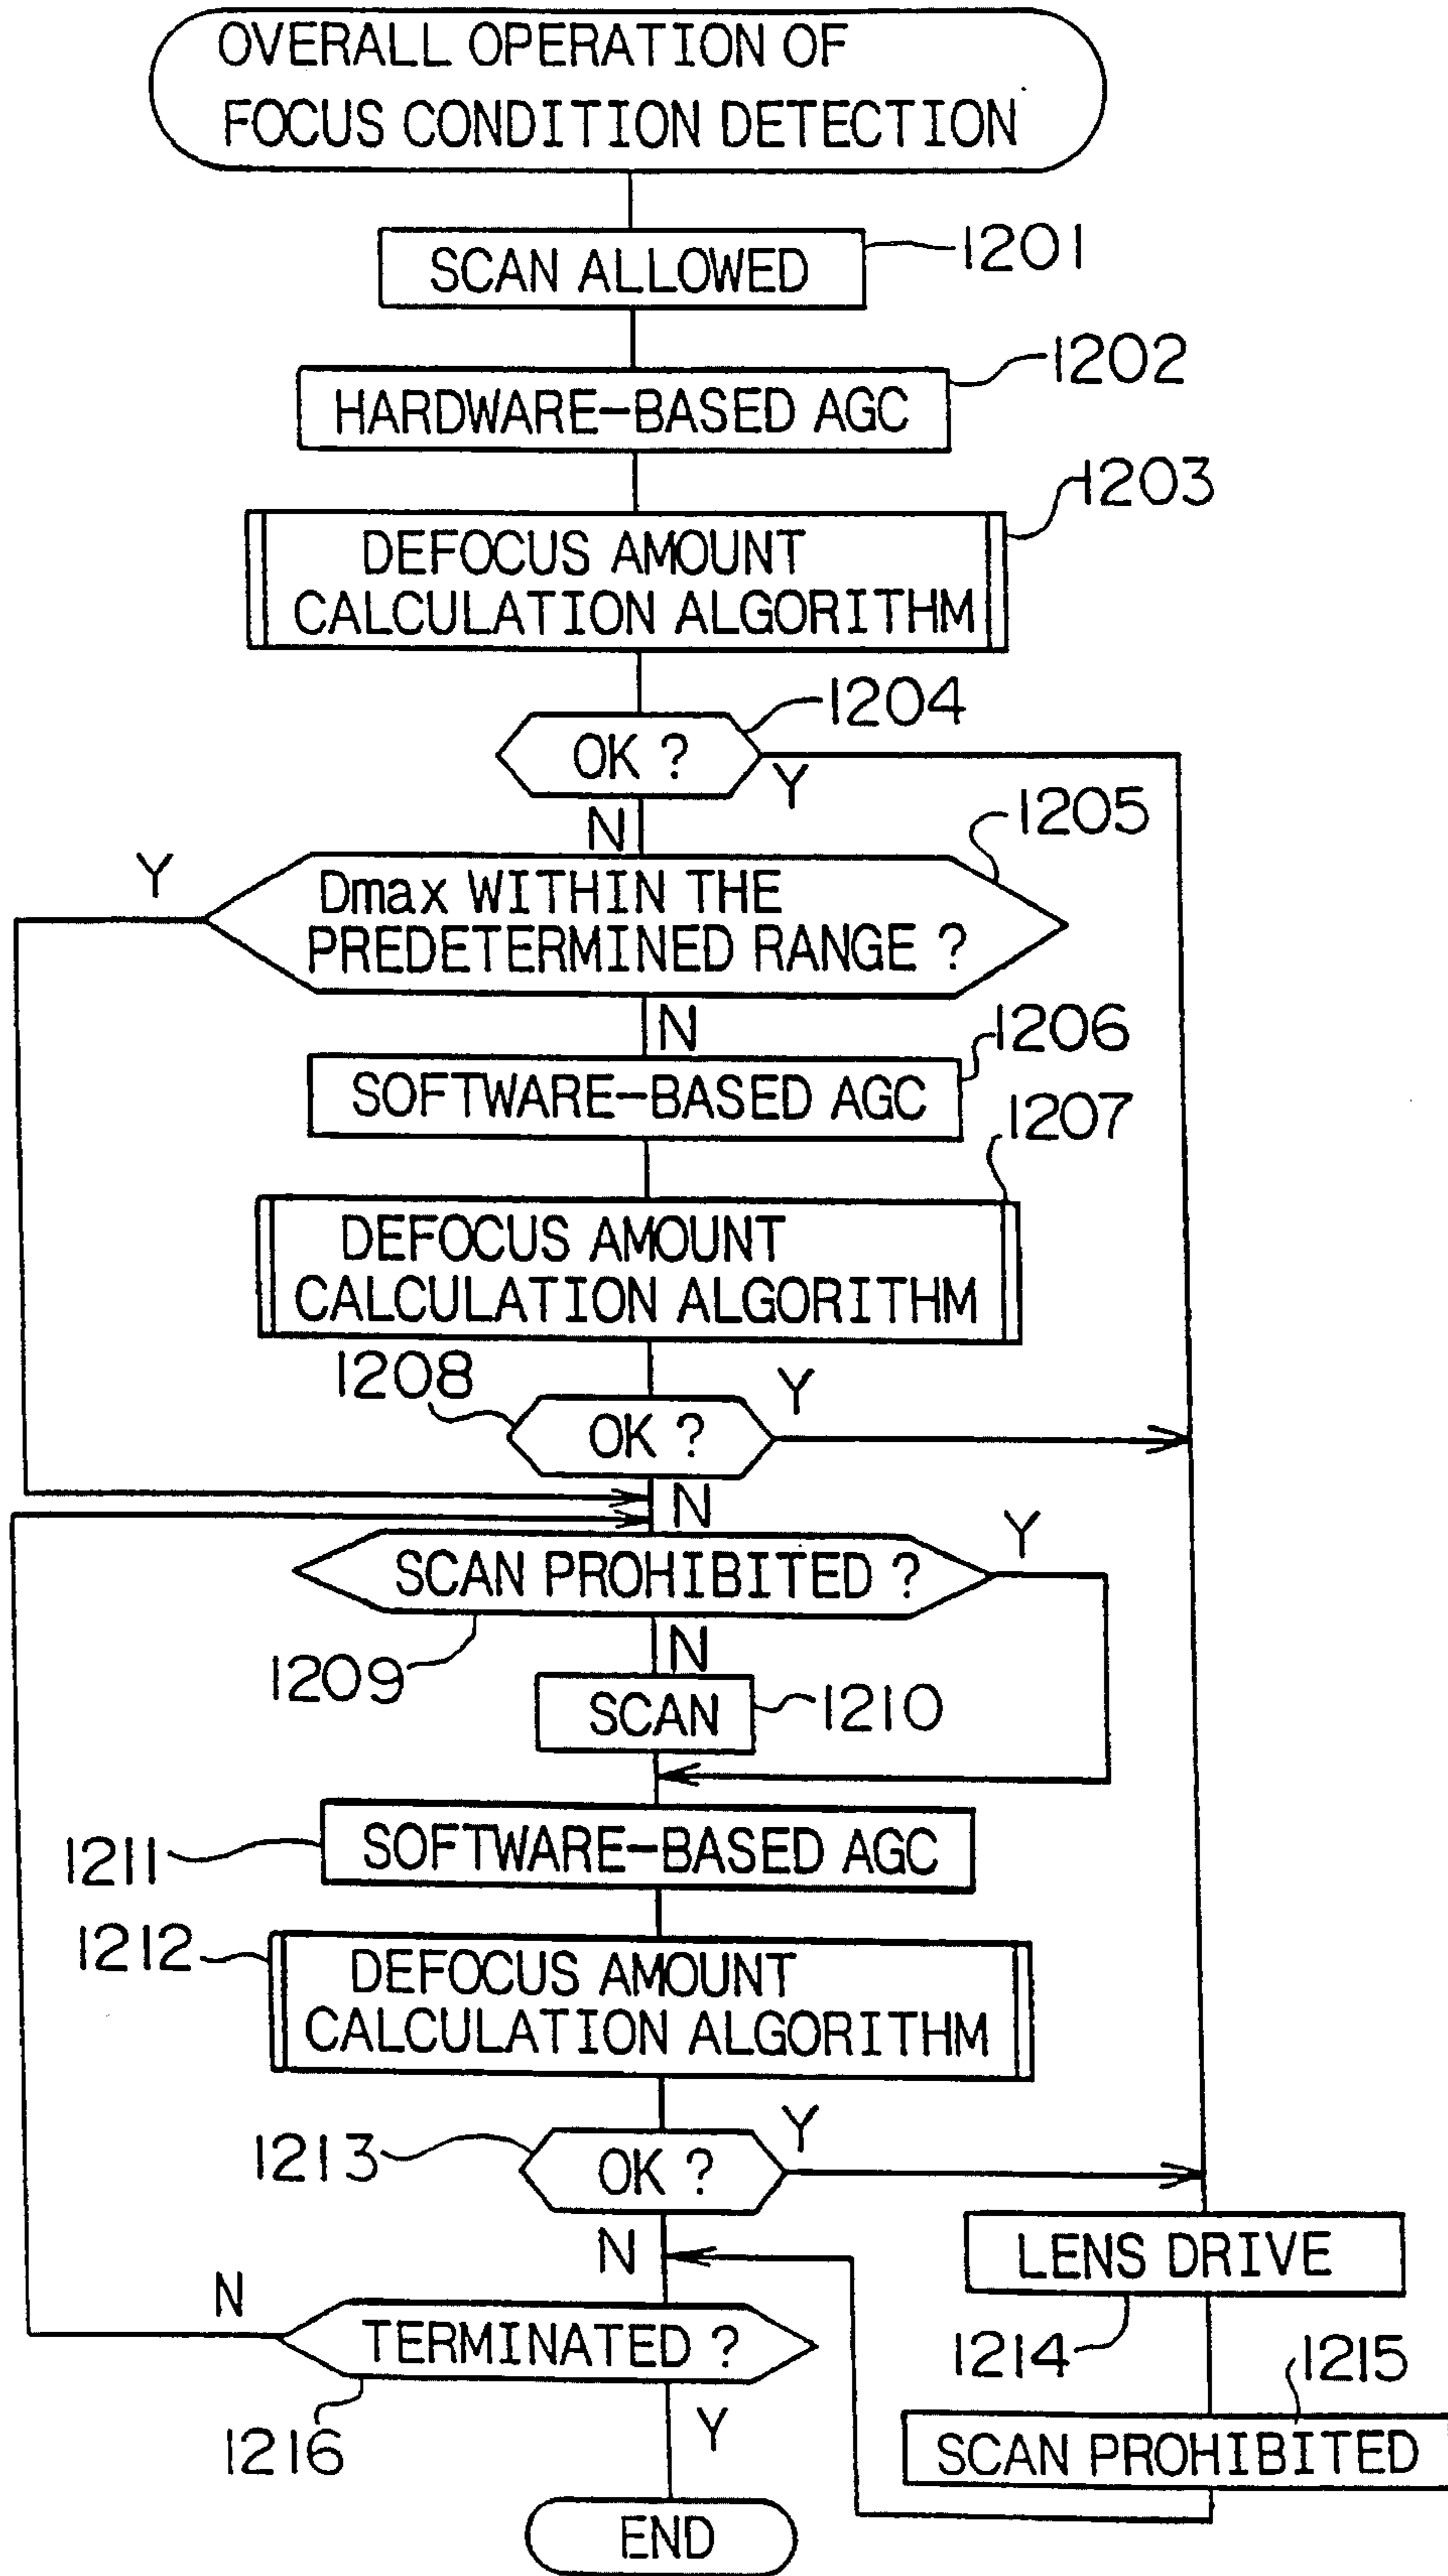 OVERALL OPERATION OF
FOCUS CONDITION DETECTION
SCAN ALLOWED
1201
HARDWARE-BASED AGC
1202
DEFOCUS AMOUNT
CALCULATION ALGORITHM
1203
OK ?
1204
Y
N
Dmax WITHIN THE
PREDETERMINED RANGE ?
1205
Y
N
SOFTWARE-BASED AGC
1206
DEFOCUS AMOUNT
CALCULATION ALGORITHM
1207
OK ?
1208
Y
N
SCAN PROHIBITED ?
1209
Y
N
SCAN
1210
SOFTWARE-BASED AGC
1211
DEFOCUS AMOUNT
CALCULATION ALGORITHM
1212
OK ?
1213
Y
N
LENS DRIVE
1214
SCAN PROHIBITED
1215
TERMINATED ?
1216
N
Y
END